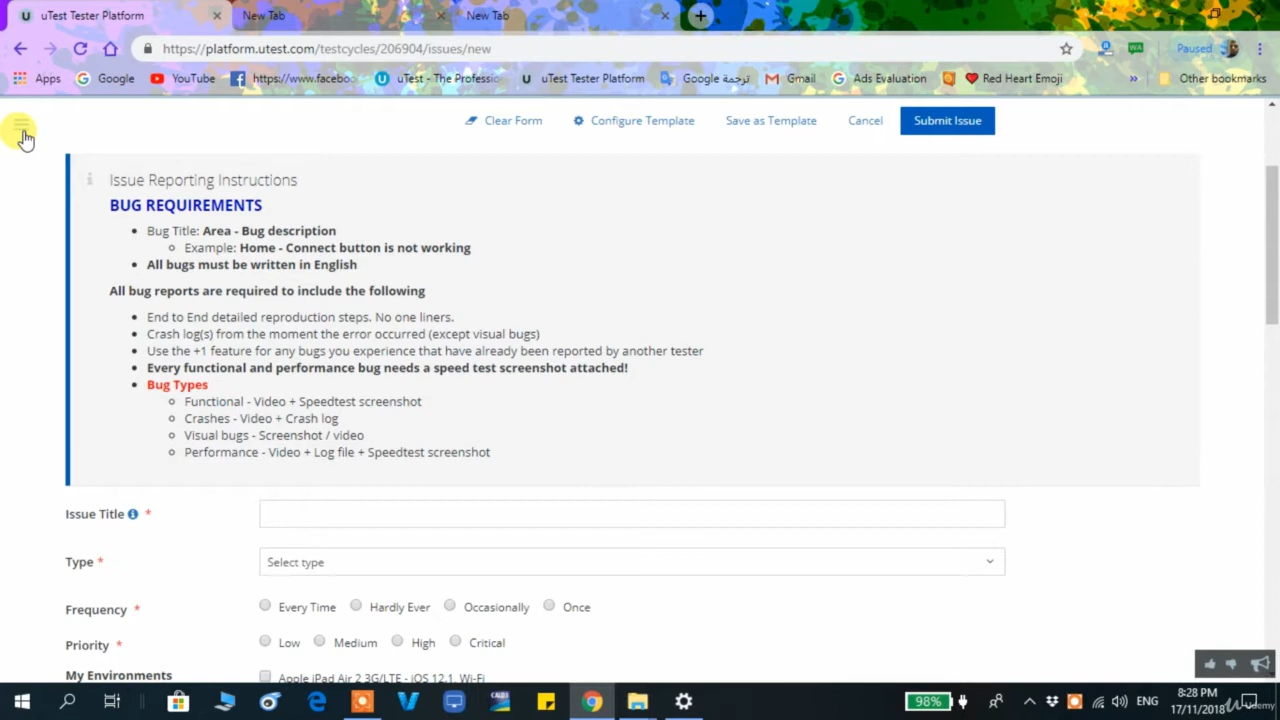 uTest Tester Platform
New Tab
New Tab
https://platform.utest.com/testcycles/206904/issues/new
Paused
Apps
Google
YouTube
https://www.faceboo
uTest - The Professio
uTest Tester Platform
ترجمة Google
Gmail
Ads Evaluation
Red Heart Emoji
»
Other bookmarks
Clear Form
Configure Template
Save as Template
Cancel
Submit Issue
Issue Reporting Instructions
BUG REQUIREMENTS
• Bug Title: Area - Bug description
Example: Home - Connect button is not working
• All bugs must be written in English
All bug reports are required to include the following
• End to End detailed reproduction steps. No one liners.
• Crash log(s) from the moment the error occurred (except visual bugs)
• Use the +1 feature for any bugs you experience that have already been reported by another tester
• Every functional and performance bug needs a speed test screenshot attached!
• Bug Types
Functional - Video + Speedtest screenshot
Crashes - Video + Crash log
Visual bugs - Screenshot / video
Performance - Video + Log file + Speedtest screenshot
Issue Title *
Type *
Select type
Frequency *
Every Time Hardly Ever Occasionally Once
Priority *
Low Medium High Critical
My Environments
Apple iPad Air 2 3G/LTE - iOS 12.1, Wi-Fi
98%
ENG
8:28 PM
17/11/2018
Udemy